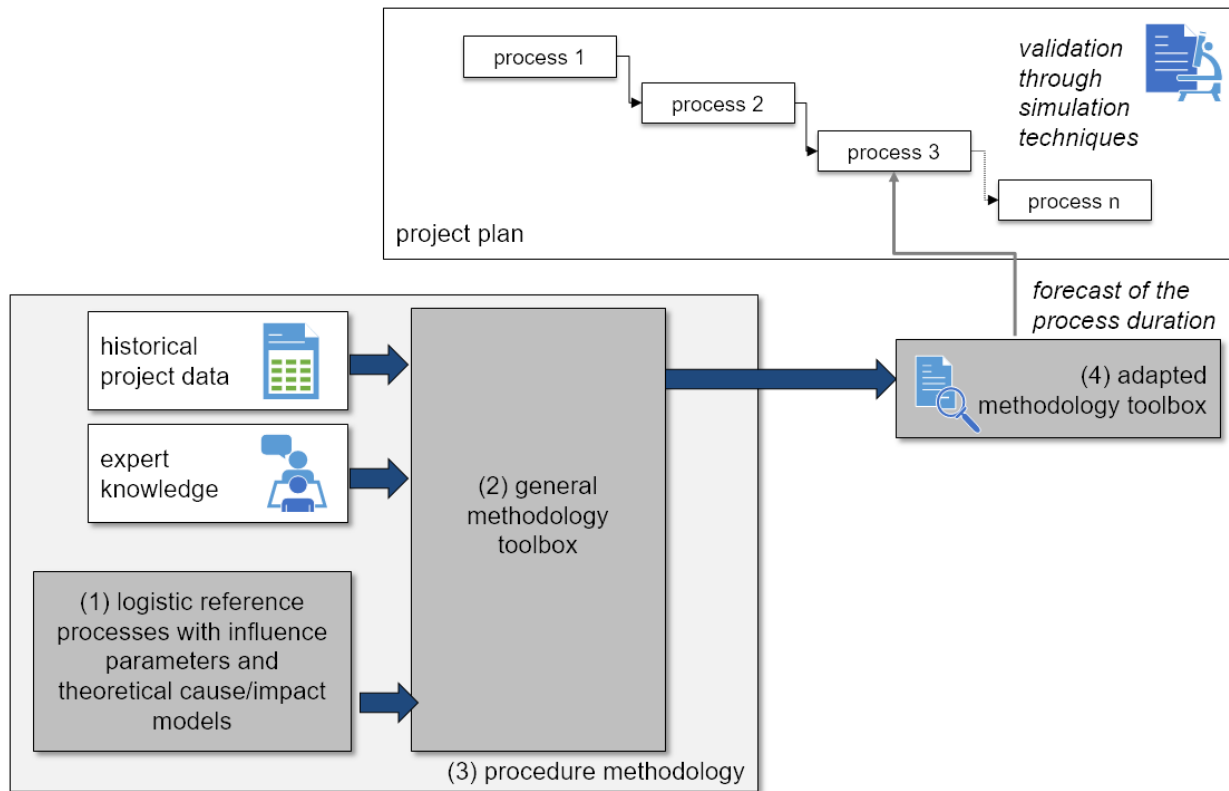 process 1
process 2
process 3
process n
validation
through
simulation
techniques
project plan
forecast of the
process duration
historical
project data
expert
knowledge
(1) logistic reference
processes with influence
parameters and
theoretical cause/impact
models
(2) general
methodology
toolbox
(3) procedure methodology
(4) adapted
methodology toolbox